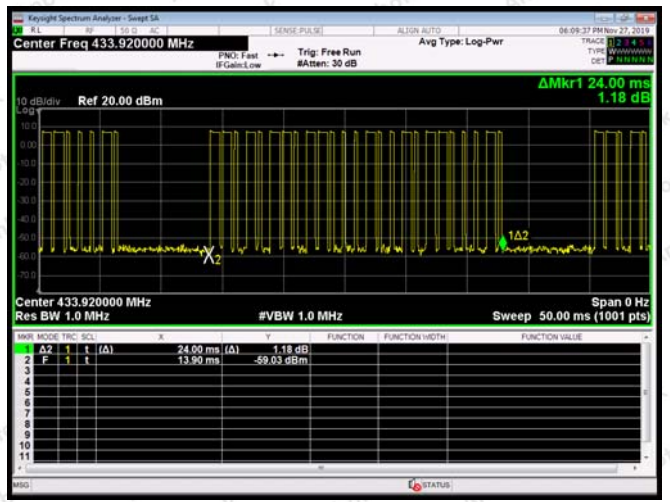 Keysight Spectrum Analyzer - Swept SA
RL RF 50 Ω AC SENSE:PULSE ALIGN AUTO 06:09:37 PM Nov 27, 2019
Center Freq 433.920000 MHz Avg Type: Log-Pwr TRACE 1 2 3 4 5 6
PNO: Fast Trig: Free Run TYPE W
IFGain:Low #Atten: 30 dB DET P N N N N N
ΔMkr1 24.00 ms
10 dB/div Ref 20.00 dBm 1.18 dB
Log
10.0
0.00
-10.0
-20.0
-30.0
-40.0
1Δ2
-50.0
-60.0 X2
-70.0
Center 433.920000 MHz Span 0 Hz
Res BW 1.0 MHz #VBW 1.0 MHz Sweep 50.00 ms (1001 pts)
MKR MODE TRC SCL X Y FUNCTION FUNCTION WIDTH FUNCTION VALUE
1 Δ2 1 t (Δ) 24.00 ms (Δ) 1.18 dB
2 F 1 t 13.90 ms -59.03 dBm
3
4
5
6
7
8
9
10
11
MSG STATUS